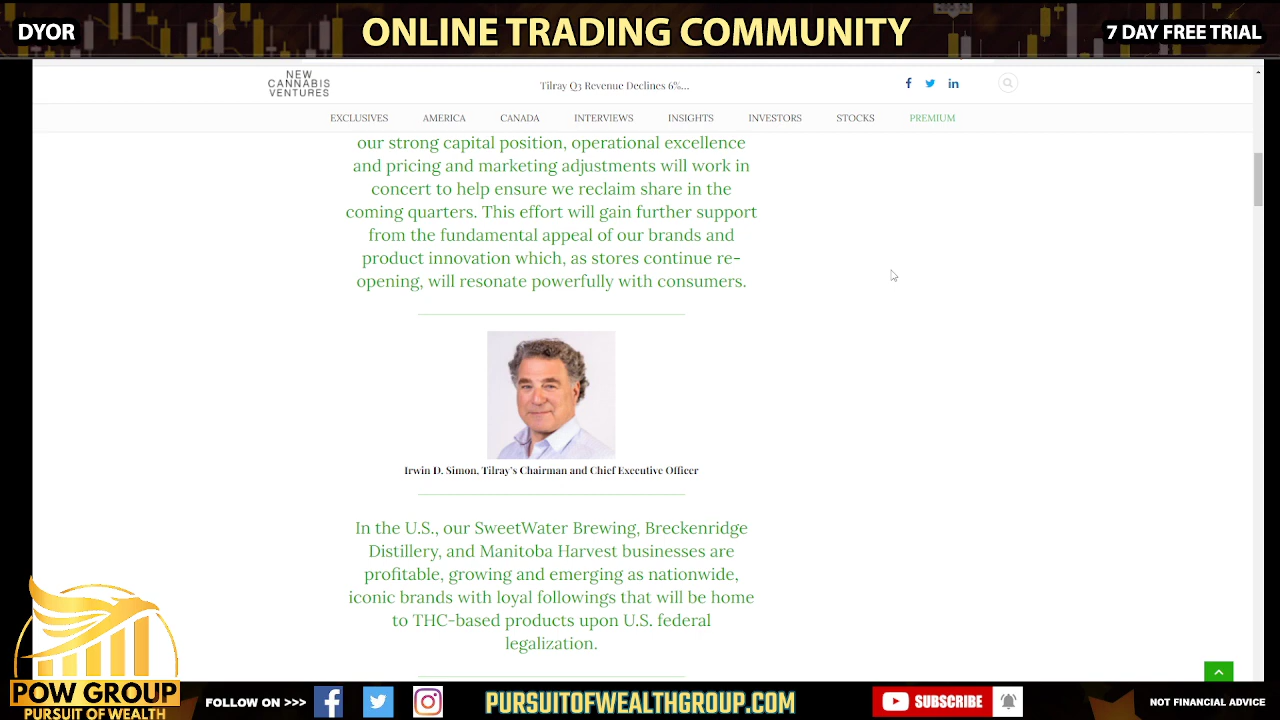 DYOR
ONLINE TRADING COMMUNITY
7 DAY FREE TRIAL
NEW
CANNABIS
VENTURES
Tilray Q3 Revenue Declines 6%...
EXCLUSIVES AMERICA CANADA INTERVIEWS INSIGHTS INVESTORS STOCKS PREMIUM
our strong capital position, operational excellence
and pricing and marketing adjustments will work in
concert to help ensure we reclaim share in the
coming quarters. This effort will gain further support
from the fundamental appeal of our brands and
product innovation which, as stores continue re-
opening, will resonate powerfully with consumers.
Irwin D. Simon, Tilray's Chairman and Chief Executive Officer
In the U.S., our SweetWater Brewing, Breckenridge
Distillery, and Manitoba Harvest businesses are
profitable, growing and emerging as nationwide,
iconic brands with loyal followings that will be home
to THC-based products upon U.S. federal
legalization.
POW GROUP
PURSUIT OF WEALTH
FOLLOW ON >>>
PURSUITOFWEALTHGROUP.COM
SUBSCRIBE
NOT FINANCIAL ADVICE